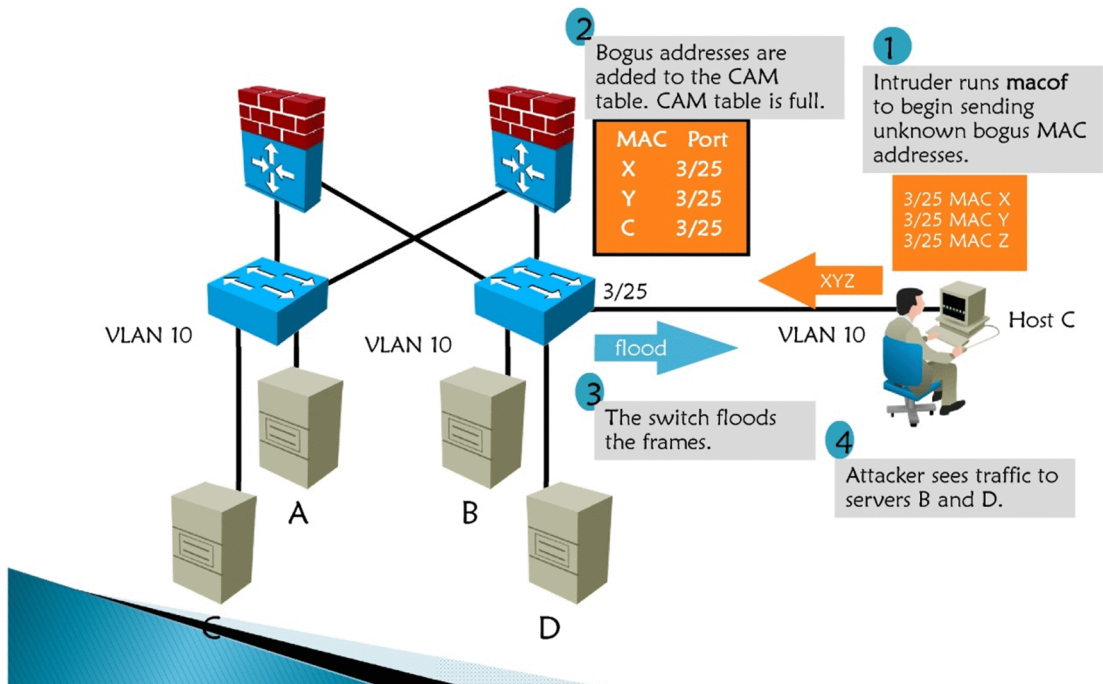 2
Bogus addresses are
added to the CAM
table. CAM table is full.
1
Intruder runs macof
to begin sending
unknown bogus MAC
addresses.
MAC Port
X 3/25
Y 3/25
C 3/25
3/25 MAC X
3/25 MAC Y
3/25 MAC Z
XYZ
3/25
VLAN 10
VLAN 10
flood
VLAN 10
Host C
3
The switch floods
the frames.
4
Attacker sees traffic to
servers B and D.
A
B
C
D